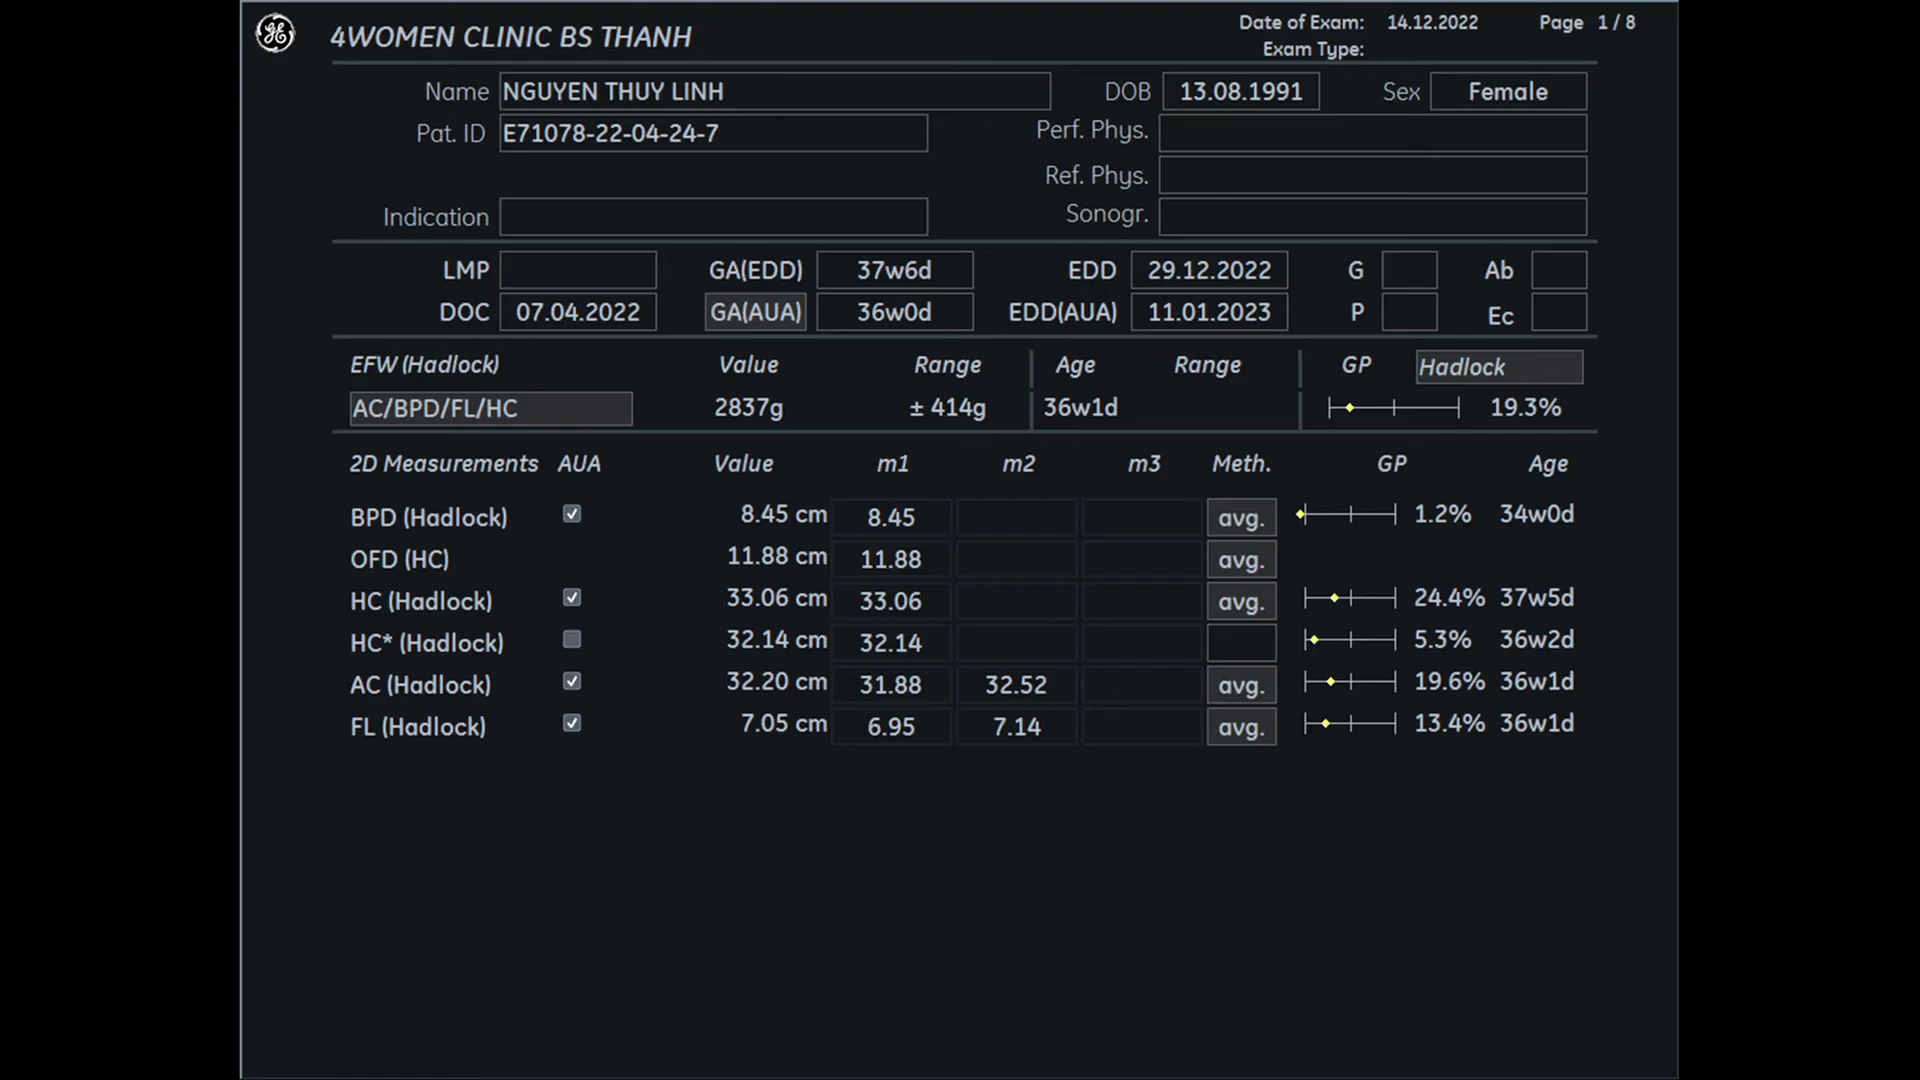 4WOMEN CLINIC BS THANH
Date of Exam: 14.12.2022 Page 1 / 8
Exam Type:
Name NGUYEN THUY LINH DOB 13.08.1991 Sex Female
Pat. ID E71078-22-04-24-7 Perf. Phys.
Ref. Phys.
Indication Sonogr.
LMP GA(EDD) 37w6d EDD 29.12.2022 G Ab
DOC 07.04.2022 GA(AUA) 36w0d EDD(AUA) 11.01.2023 P Ec
EFW (Hadlock) Value Range Age Range GP Hadlock
AC/BPD/FL/HC 2837g ± 414g 36w1d 19.3%
2D Measurements AUA Value m1 m2 m3 Meth. GP Age
BPD (Hadlock) 8.45 cm 8.45 avg. 1.2% 34w0d
OFD (HC) 11.88 cm 11.88 avg.
HC (Hadlock) 33.06 cm 33.06 avg. 24.4% 37w5d
HC* (Hadlock) 32.14 cm 32.14 5.3% 36w2d
AC (Hadlock) 32.20 cm 31.88 32.52 avg. 19.6% 36w1d
FL (Hadlock) 7.05 cm 6.95 7.14 avg. 13.4% 36w1d